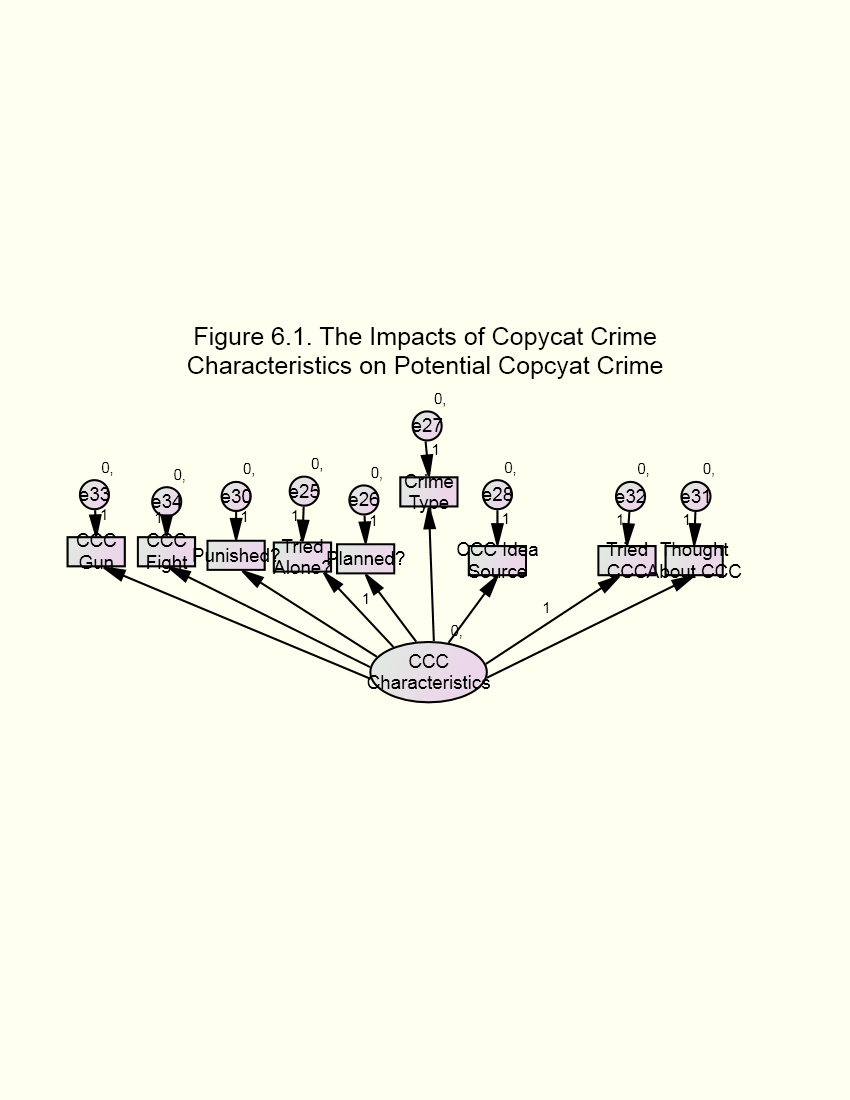 Figure 6.1. The Impacts of Copycat Crime
Characteristics on Potential Copcyat Crime
0,
e27
1
Crime
Type
0,
e33
1
CCC
Gun
0,
e34
1
CCC
Fight
0,
e30
1
Punished?
0,
e25
1
Tried
Alone?
0,
e26
1
Planned?
0,
e28
1
CCC Idea
Source
0,
e32
1
Tried
CCC
0,
e31
1
Thought
About CCC
1
1
0,
CCC
Characteristics